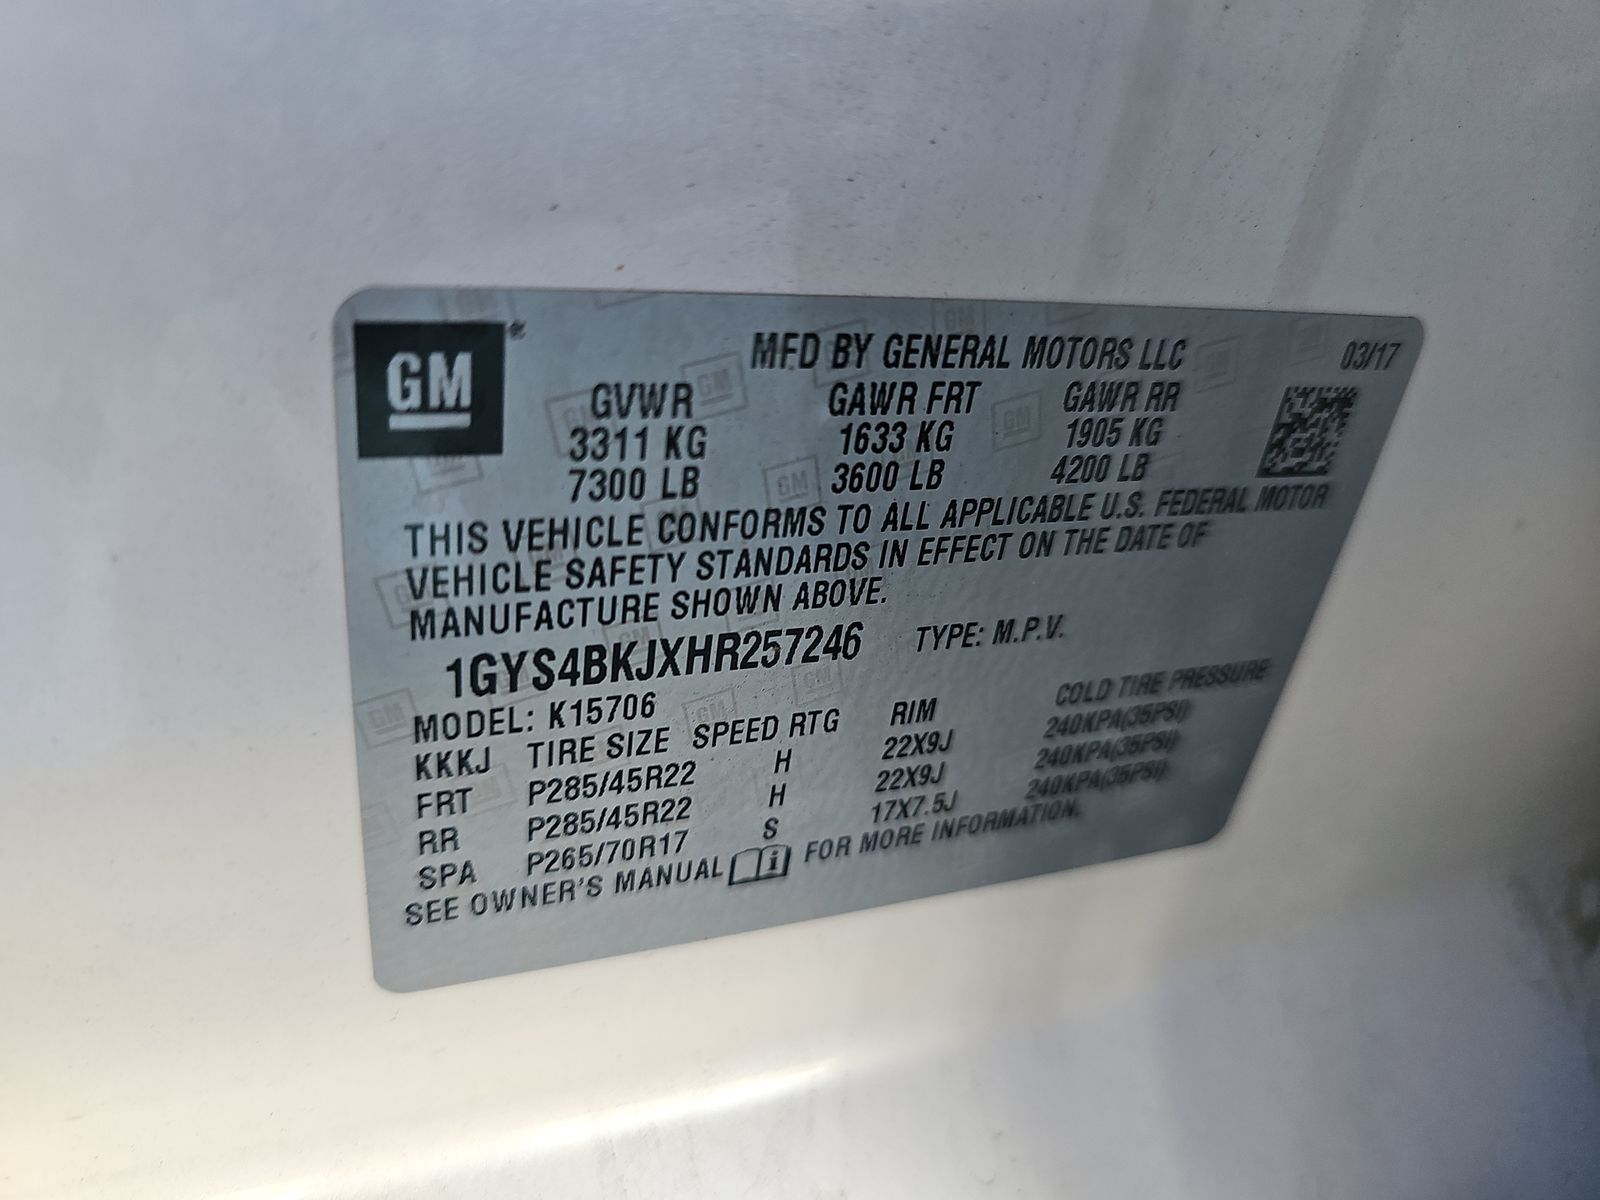 GM®
MFD BY GENERAL MOTORS LLC 03/17
GVWR GAWR FRT GAWR RR
3311 KG 1633 KG 1905 KG
7300 LB 3600 LB 4200 LB
THIS VEHICLE CONFORMS TO ALL APPLICABLE U.S. FEDERAL MOTOR
VEHICLE SAFETY STANDARDS IN EFFECT ON THE DATE OF
MANUFACTURE SHOWN ABOVE.
1GYS4BKJXHR257246 TYPE: M.P.V.
MODEL: K15706
KKKJ TIRE SIZE SPEED RTG RIM COLD TIRE PRESSURE
FRT P285/45R22 H 22X9J 240KPA(35PSI)
RR P285/45R22 H 22X9J 240KPA(35PSI)
SPA P265/70R17 S 17X7.5J 240KPA(35PSI)
SEE OWNER'S MANUAL FOR MORE INFORMATION.